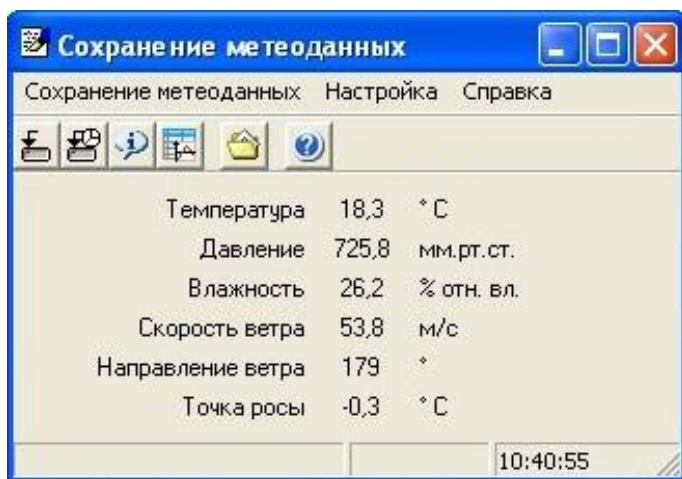 Сохранение метеоданных
Сохранение метеоданных Настройка Справка
Температура 18,3 °C
Давление 725,8 мм.рт.ст.
Влажность 26,2 % отн. вл.
Скорость ветра 53,8 м/с
Направление ветра 179 °
Точка росы -0,3 °C
10:40:55